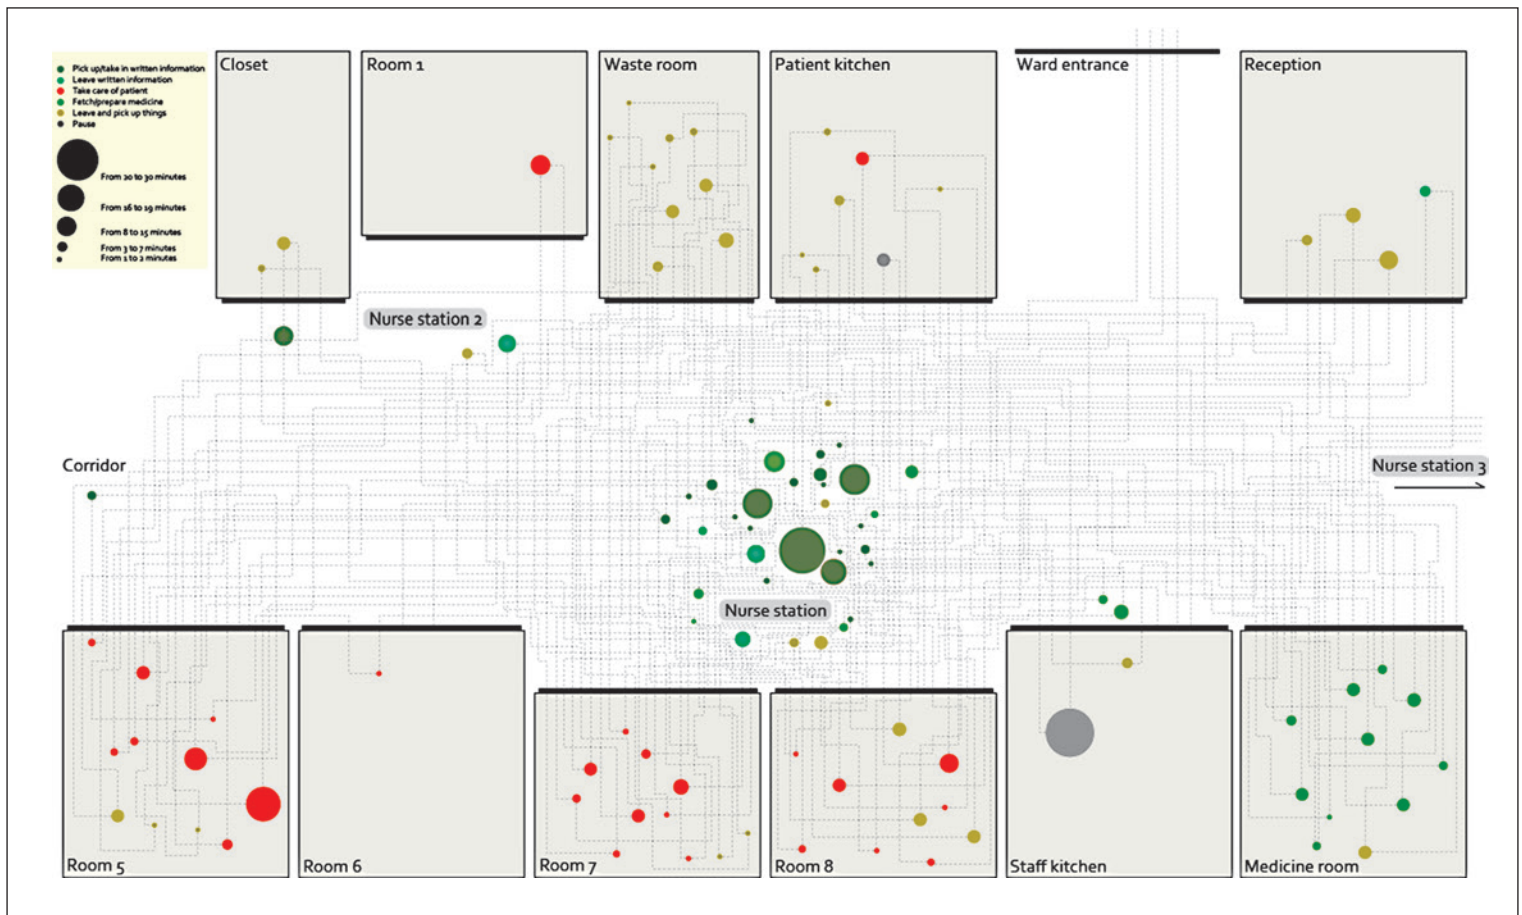 Pick up/take in written information
Leave written information
Take care of patient
Fetch/prepare medicine
Leave and pick up things
Pause
From 20 to 30 minutes
From 16 to 19 minutes
From 8 to 15 minutes
From 3 to 7 minutes
From 1 to 2 minutes
Closet
Room 1
Waste room
Patient kitchen
Ward entrance
Reception
Nurse station 2
Corridor
Nurse station 3
Nurse station
Room 5
Room 6
Room 7
Room 8
Staff kitchen
Medicine room